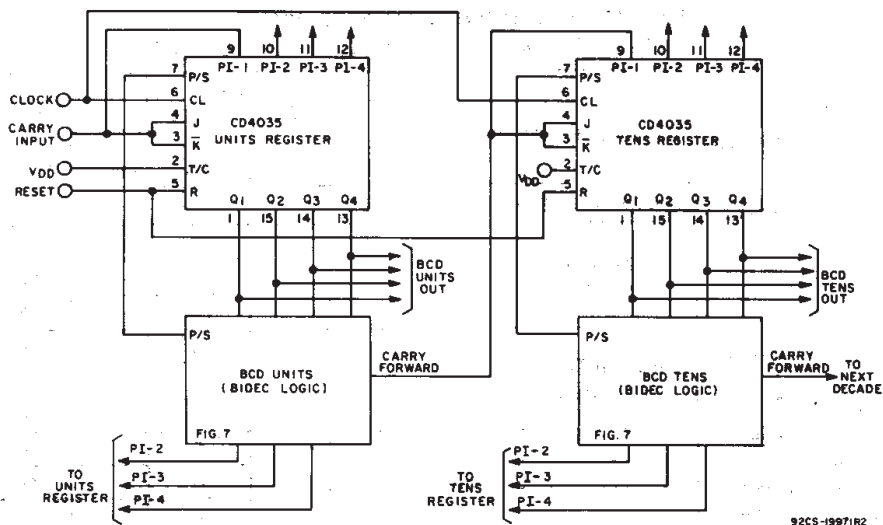 9 10 11 12
PI-1 PI-2 PI-3 PI-4
7 P/S
CLOCK 6 CL
4 J
CARRY INPUT
3 K̅
CD4035
UNITS REGISTER
VDD 2 T/C
RESET 5 R
Q1 Q2 Q3 Q4
1 15 14 13
BCD
UNITS
OUT
P/S
BCD UNITS
(BIDEC LOGIC)
FIG. 7
CARRY
FORWARD
PI-2
PI-3
PI-4
TO
UNITS
REGISTER
9 10 11 12
PI-1 PI-2 PI-3 PI-4
7 P/S
6 CL
4 J
3 K̅
CD4035
TENS REGISTER
VDD 2 T/C
5 R
Q1 Q2 Q3 Q4
1 15 14 13
BCD
TENS
OUT
P/S
BCD TENS
(BIDEC LOGIC)
FIG. 7
CARRY
FORWARD
TO
NEXT
DECADE
PI-2
PI-3
PI-4
TO
TENS
REGISTER
92CS-19971R2